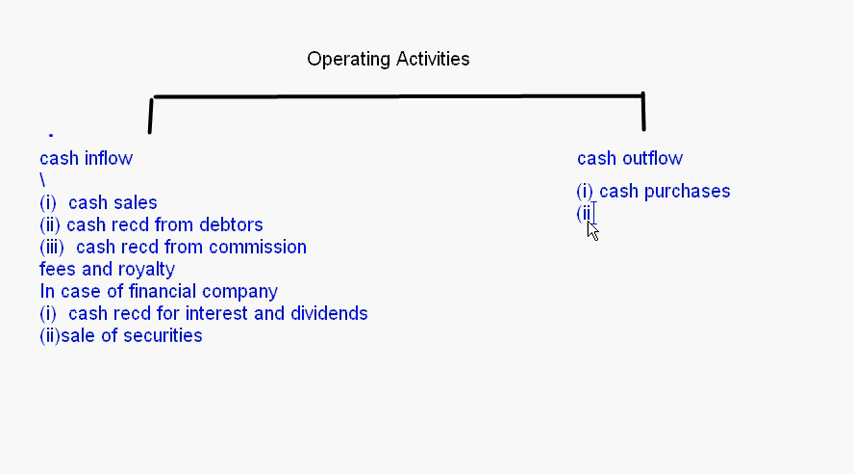 Operating Activities
cash inflow
\
(i) cash sales
(ii) cash recd from debtors
(iii) cash recd from commission
fees and royalty
In case of financial company
(i) cash recd for interest and dividends
(ii)sale of securities
cash outflow
(i) cash purchases
(ii